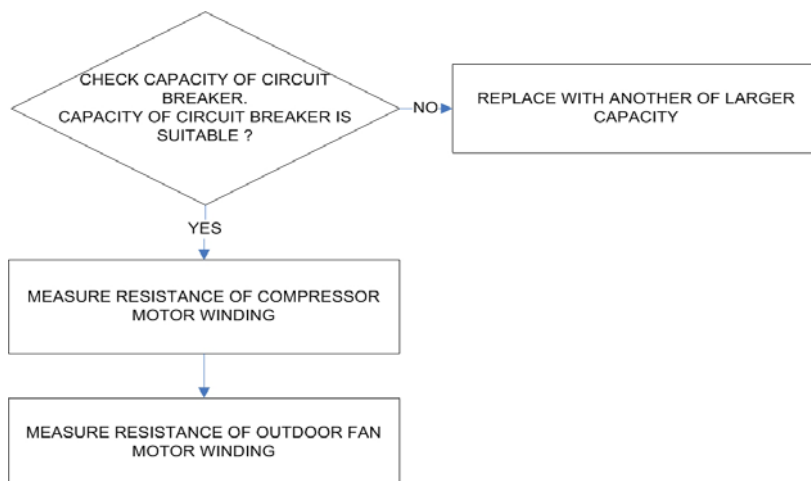 CHECK CAPACITY OF CIRCUIT
BREAKER.
CAPACITY OF CIRCUIT BREAKER IS
SUITABLE ?
NO
REPLACE WITH ANOTHER OF LARGER
CAPACITY
YES
MEASURE RESISTANCE OF COMPRESSOR
MOTOR WINDING
MEASURE RESISTANCE OF OUTDOOR FAN
MOTOR WINDING